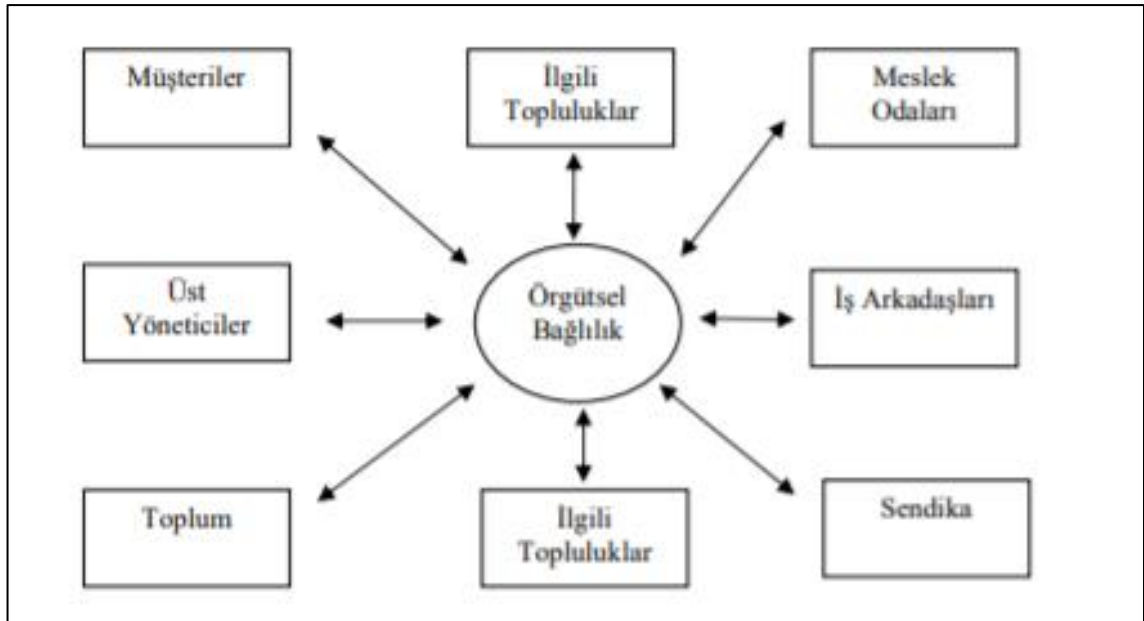 Müşteriler
İlgili
Topluluklar
Meslek
Odaları
Üst
Yöneticiler
Örgütsel
Bağlılık
İş Arkadaşları
Toplum
İlgili
Topluluklar
Sendika